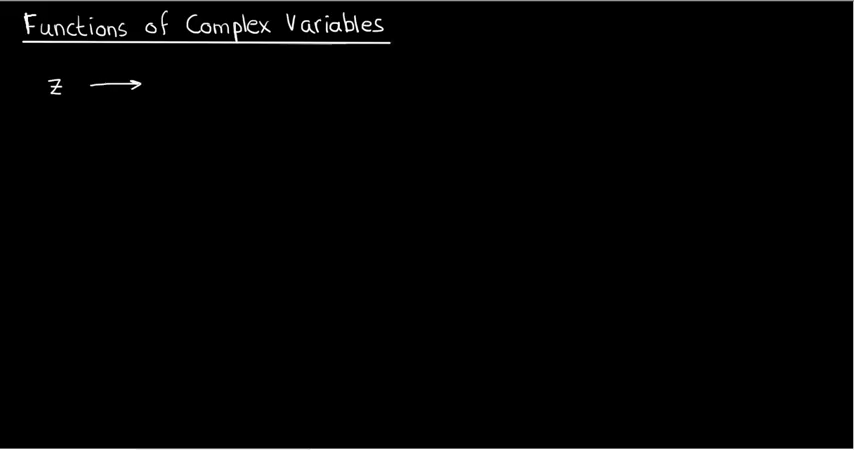 Functions of Complex Variables
z ⟶